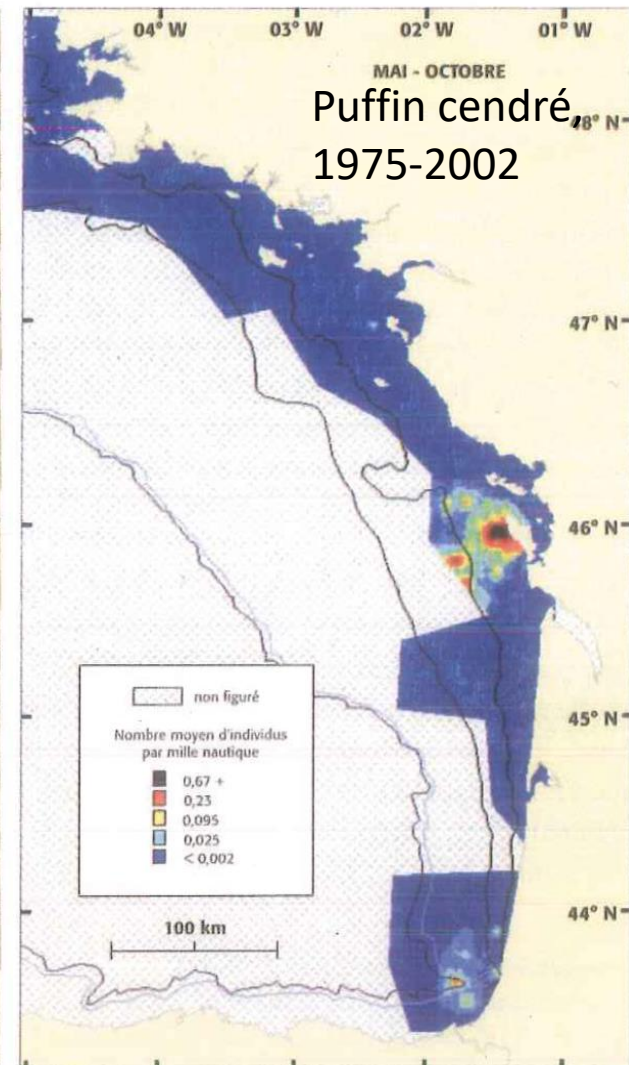 04° W 03° W 02° W 01° W
MAI - OCTOBRE
Puffin cendré,
1975-2002
48° N
47° N
46° N
45° N
44° N
non figuré
Nombre moyen d'individus
par mille nautique
0,67 +
0,23
0,095
0,025
< 0,002
100 km